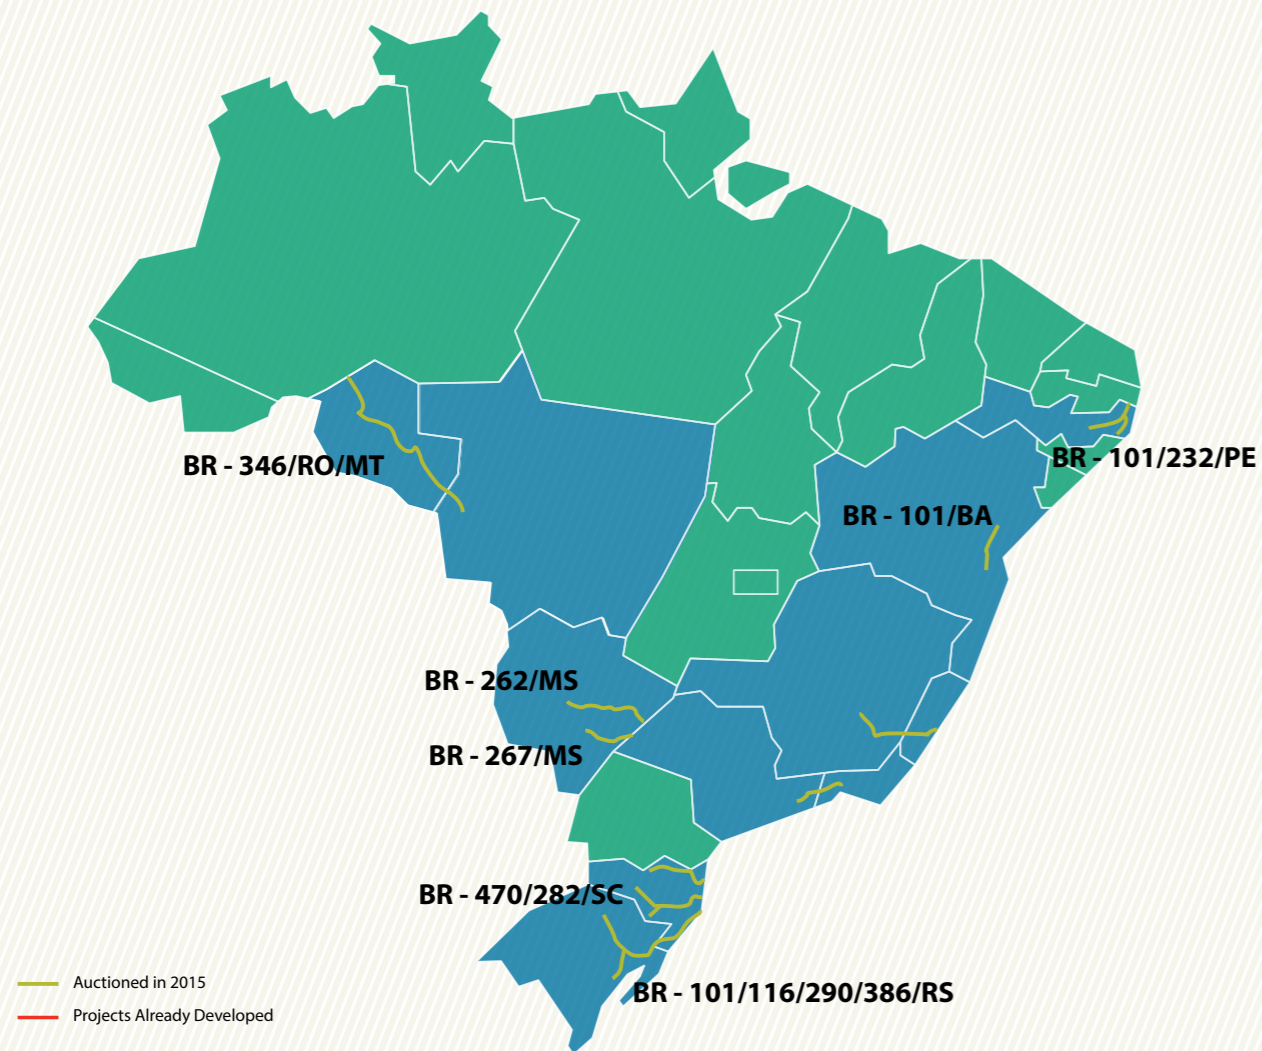 BR - 101/232/PE
BR - 346/RO/MT
BR - 101/BA
BR - 262/MS
BR - 267/MS
BR - 470/282/SC
BR - 101/116/290/386/RS
Auctioned in 2015
Projects Already Developed